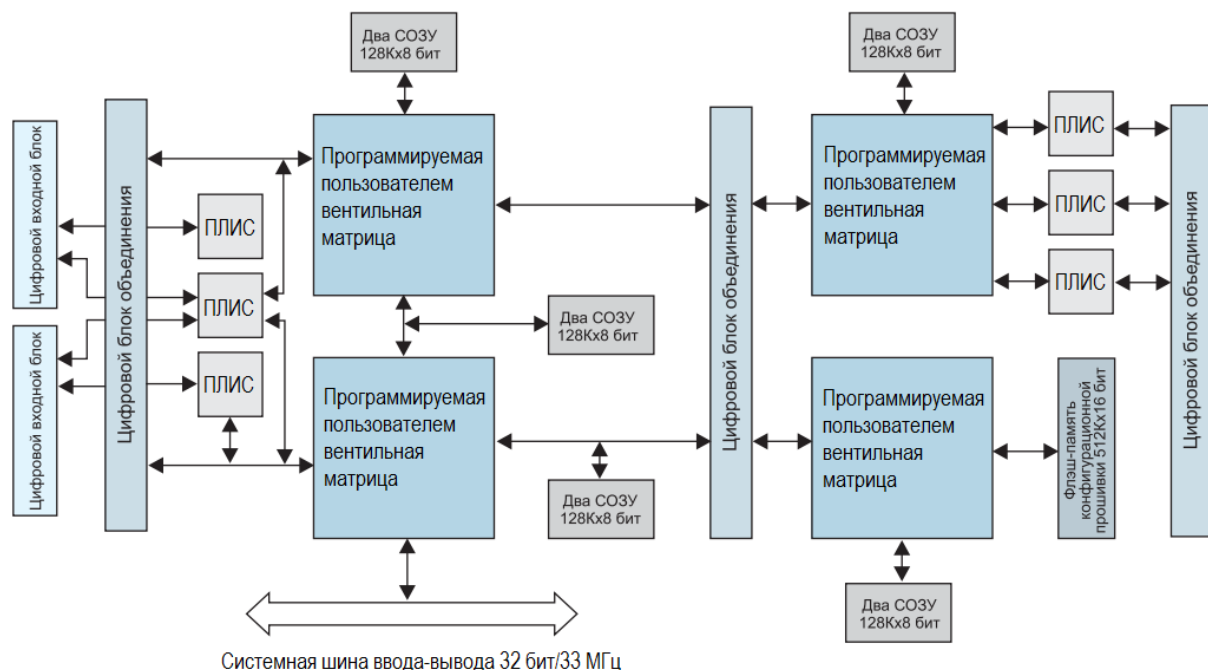 Два СОЗУ
128Кх8 бит
Два СОЗУ
128Кх8 бит
Цифровой входной блок
Цифровой входной блок
Цифровой блок объединения
ПЛИС
ПЛИС
ПЛИС
Программируемая
пользователем
вентильная
матрица
Два СОЗУ
128Кх8 бит
Программируемая
пользователем
вентильная
матрица
Два СОЗУ
128Кх8 бит
Цифровой блок объединения
Программируемая
пользователем
вентильная
матрица
ПЛИС
ПЛИС
ПЛИС
Программируемая
пользователем
вентильная
матрица
Флэш-память
конфигурационной
прошивки 512Кх16 бит
Цифровой блок объединения
Два СОЗУ
128Кх8 бит
Системная шина ввода-вывода 32 бит/33 МГц